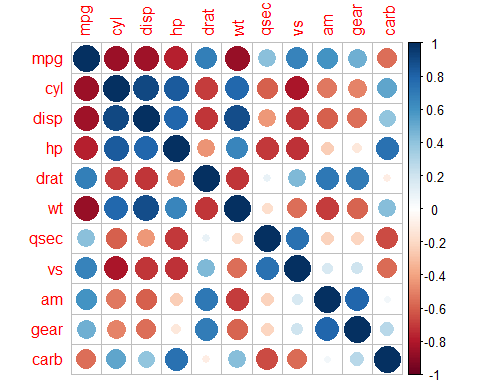 mpg cyl disp hp drat wt qsec vs am gear carb
mpg
cyl
disp
hp
drat
wt
qsec
vs
am
gear
carb
1
0.8
0.6
0.4
0.2
0
-0.2
-0.4
-0.6
-0.8
-1